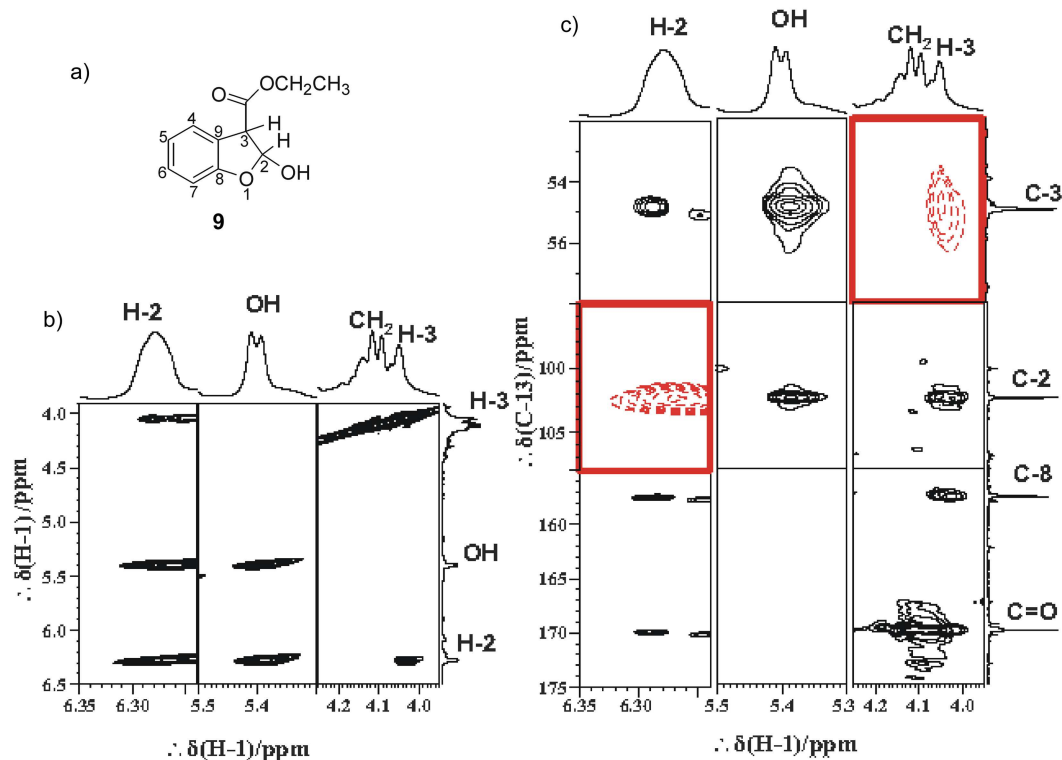 a)
O
OCH₂CH₃
4
5
9
3
H
H
6
2
OH
7
8
O
1
9
b)
H-2
OH
CH₂
H-3
4.0
4.5
5.0
5.5
6.0
6.5
H-3
OH
H-2
∴ δ(H-1)/ppm
6.35
6.30
5.5
5.4
4.2
4.1
4.0
∴ δ(H-1)/ppm
c)
H-2
OH
CH₂
H-3
54
56
100
105
160
165
170
175
C-3
C-2
C-8
C=O
∴ δ(C-13)/ppm
6.35
6.30
5.5
5.4
5.3
4.2
4.1
4.0
∴ δ(H-1)/ppm